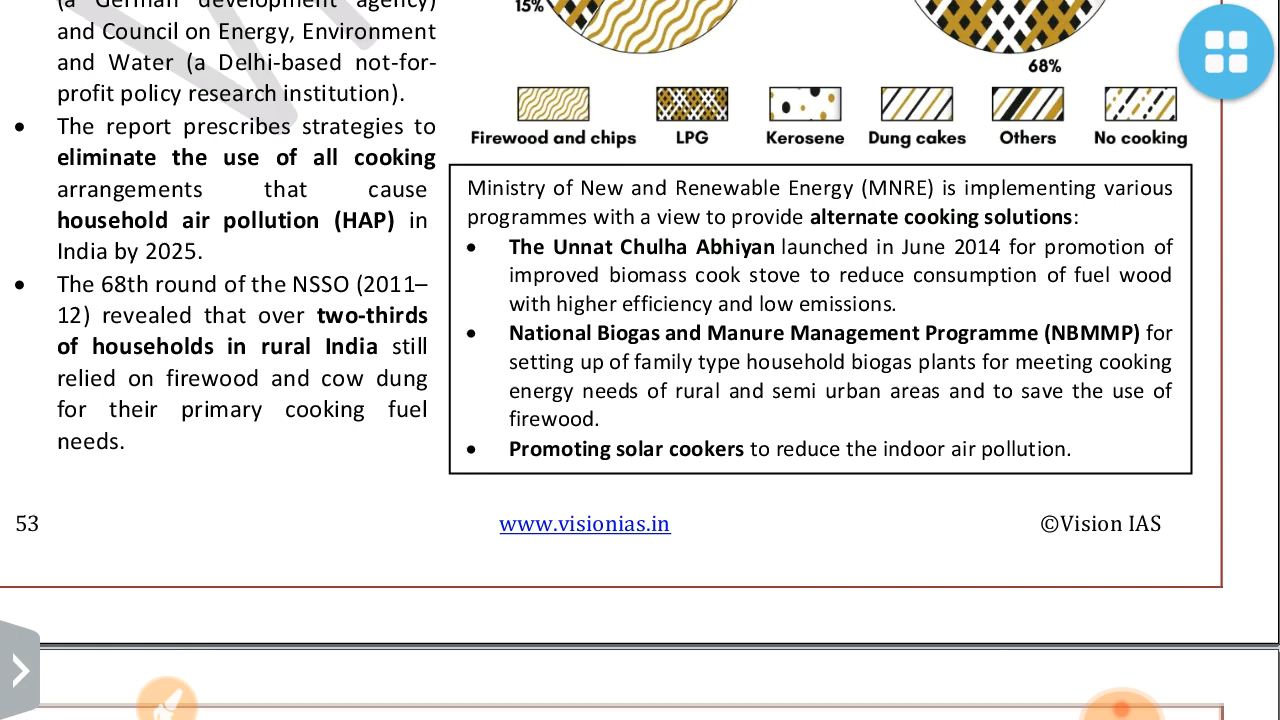 (a German development agency)
and Council on Energy, Environment
and Water (a Delhi-based not-for-
profit policy research institution).
• The report prescribes strategies to
eliminate the use of all cooking
arrangements that cause
household air pollution (HAP) in
India by 2025.
• The 68th round of the NSSO (2011–
12) revealed that over two-thirds
of households in rural India still
relied on firewood and cow dung
for their primary cooking fuel
needs.
15%
68%
Firewood and chips LPG Kerosene Dung cakes Others No cooking
Ministry of New and Renewable Energy (MNRE) is implementing various
programmes with a view to provide alternate cooking solutions:
• The Unnat Chulha Abhiyan launched in June 2014 for promotion of
improved biomass cook stove to reduce consumption of fuel wood
with higher efficiency and low emissions.
• National Biogas and Manure Management Programme (NBMMP) for
setting up of family type household biogas plants for meeting cooking
energy needs of rural and semi urban areas and to save the use of
firewood.
• Promoting solar cookers to reduce the indoor air pollution.
53 www.visionias.in ©Vision IAS